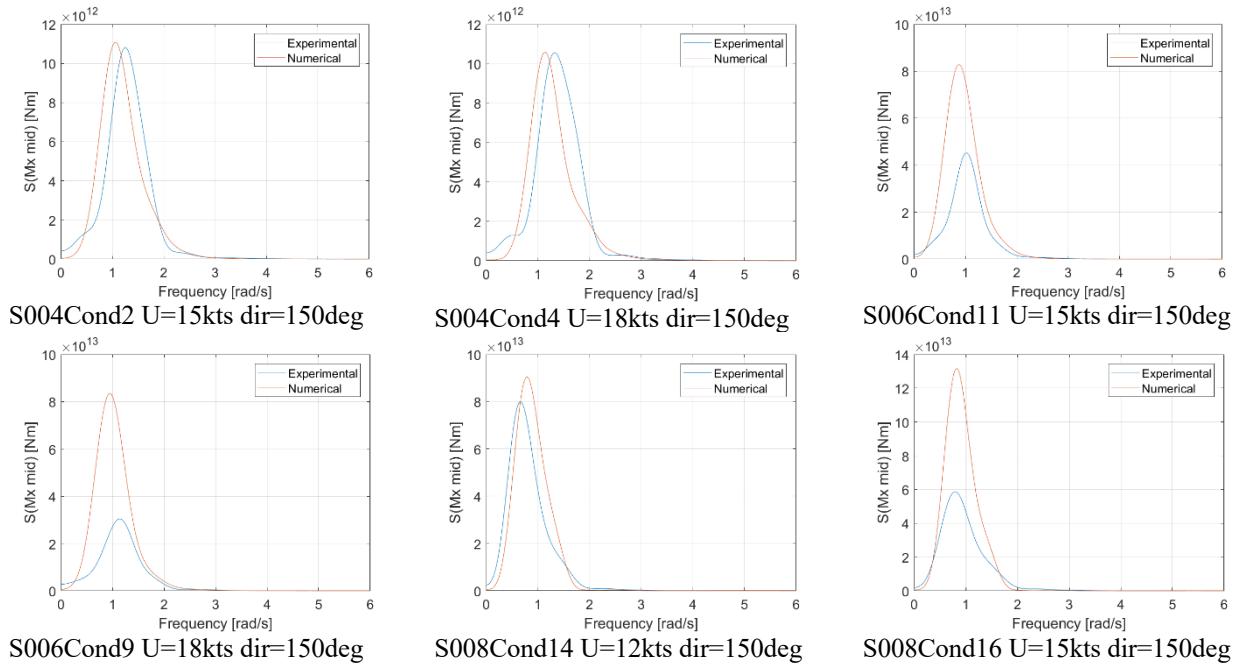 ×10^12
12
10
8
6
4
2
0
0 1 2 3 4 5 6
S(Mx mid) [Nm]
Frequency [rad/s]
Experimental
Numerical
S004Cond2 U=15kts dir=150deg
×10^12
12
10
8
6
4
2
0
0 1 2 3 4 5 6
S(Mx mid) [Nm]
Frequency [rad/s]
Experimental
Numerical
S004Cond4 U=18kts dir=150deg
×10^13
10
8
6
4
2
0
0 1 2 3 4 5 6
S(Mx mid) [Nm]
Frequency [rad/s]
Experimental
Numerical
S006Cond11 U=15kts dir=150deg
×10^13
10
8
6
4
2
0
0 1 2 3 4 5 6
S(Mx mid) [Nm]
Frequency [rad/s]
Experimental
Numerical
S006Cond9 U=18kts dir=150deg
×10^13
10
8
6
4
2
0
0 1 2 3 4 5 6
S(Mx mid) [Nm]
Frequency [rad/s]
Experimental
Numerical
S008Cond14 U=12kts dir=150deg
×10^13
14
12
10
8
6
4
2
0
0 1 2 3 4 5 6
S(Mx mid) [Nm]
Frequency [rad/s]
Experimental
Numerical
S008Cond16 U=15kts dir=150deg